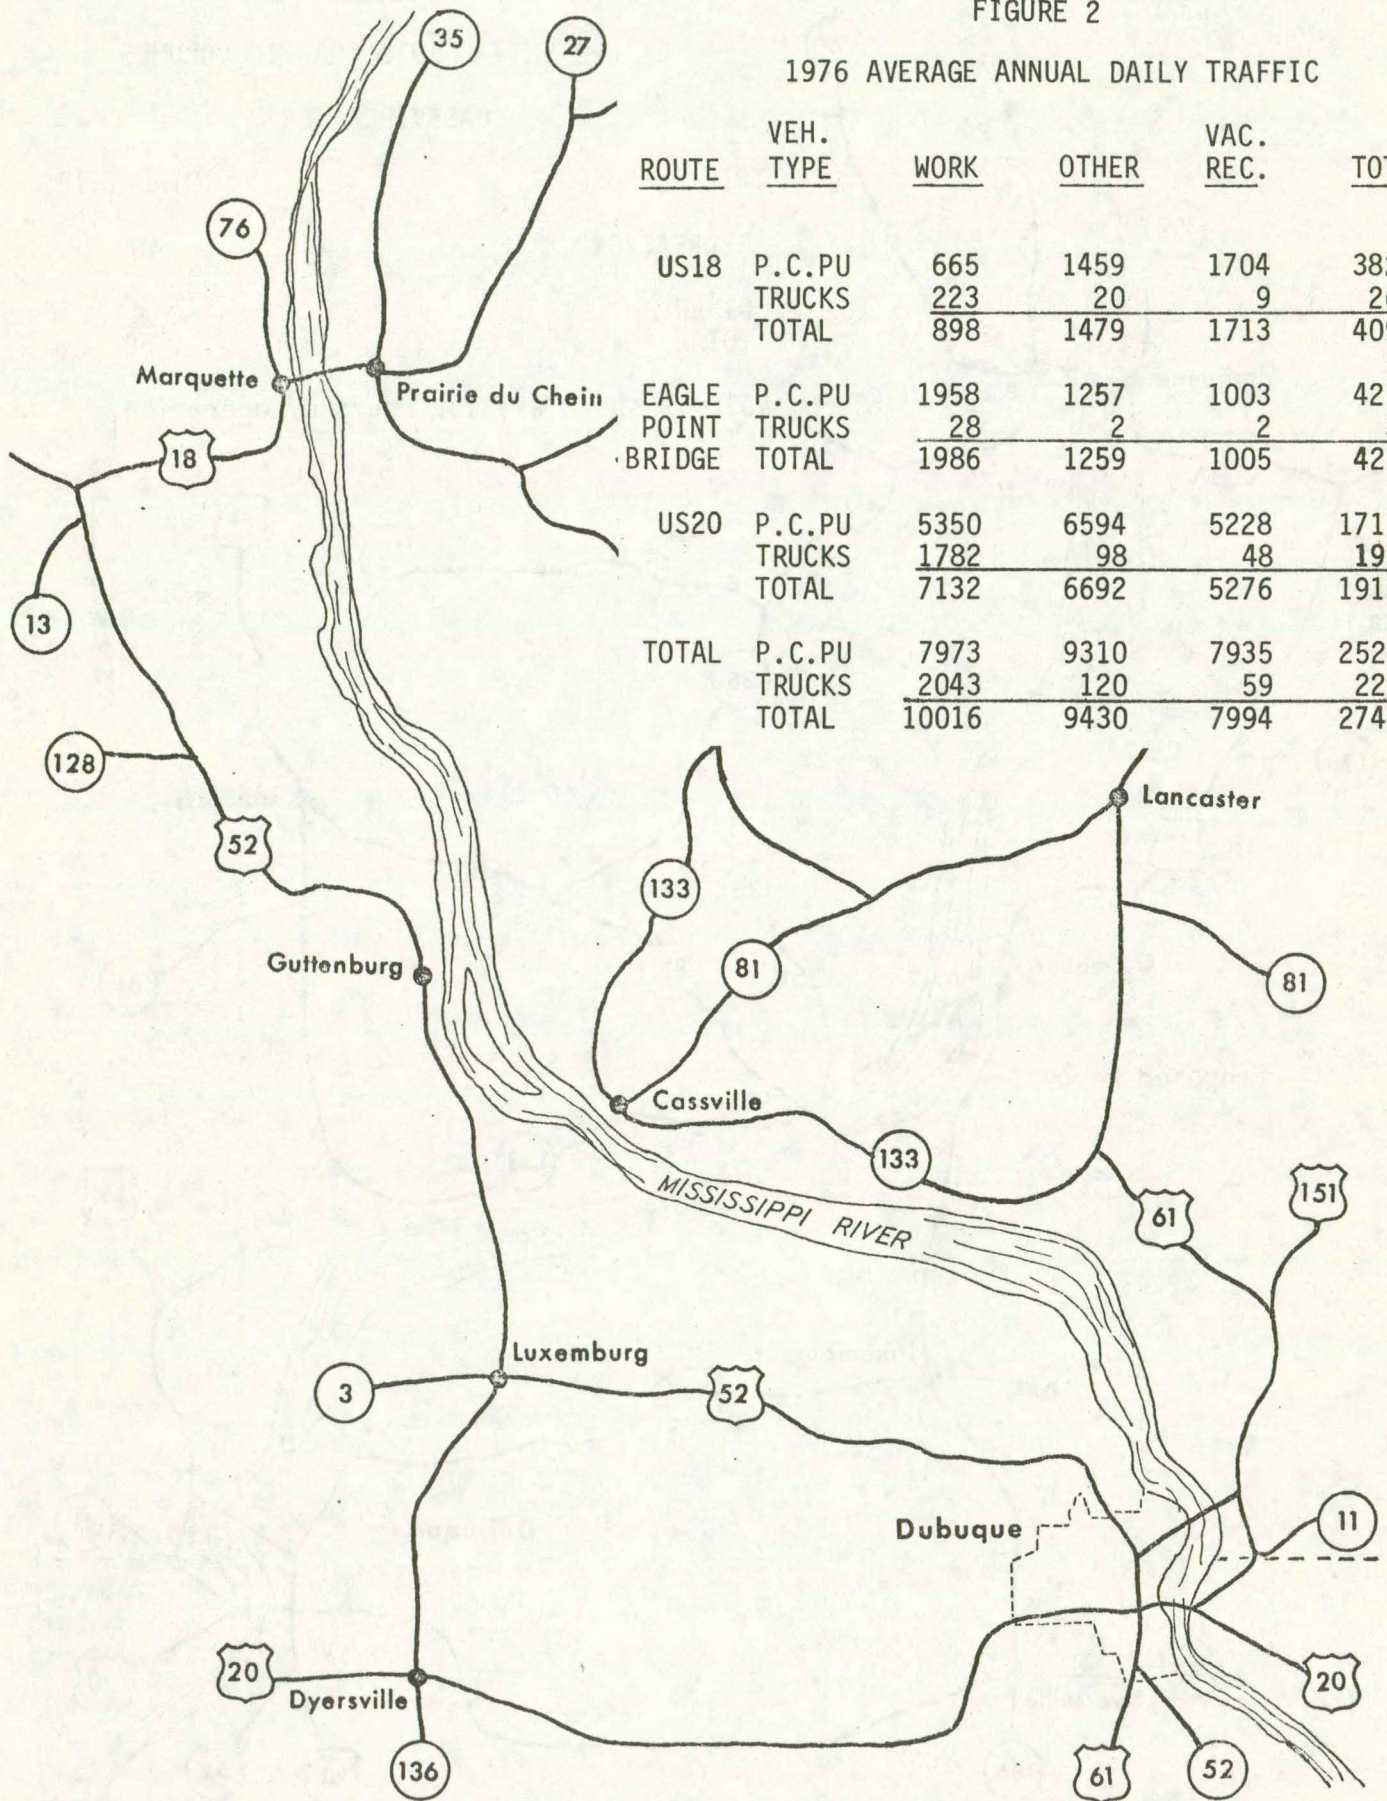 FIGURE 2
1976 AVERAGE ANNUAL DAILY TRAFFIC
VEH. VAC.
ROUTE TYPE WORK OTHER REC. TOT
US18 P.C.PU 665 1459 1704 382
TRUCKS 223 20 9 2
TOTAL 898 1479 1713 40
EAGLE P.C.PU 1958 1257 1003 42
POINT TRUCKS 28 2 2
BRIDGE TOTAL 1986 1259 1005 42
US20 P.C.PU 5350 6594 5228 171
TRUCKS 1782 98 48 19
TOTAL 7132 6692 5276 191
TOTAL P.C.PU 7973 9310 7935 252
TRUCKS 2043 120 59 22
TOTAL 10016 9430 7994 274
35
27
76
Marquette
Prairie du Chein
18
13
128
52
Lancaster
133
81
Guttenburg
81
Cassville
133
MISSISSIPPI RIVER
61
151
Luxemburg
3
52
Dubuque
11
20
Dyersville
20
136
61
52